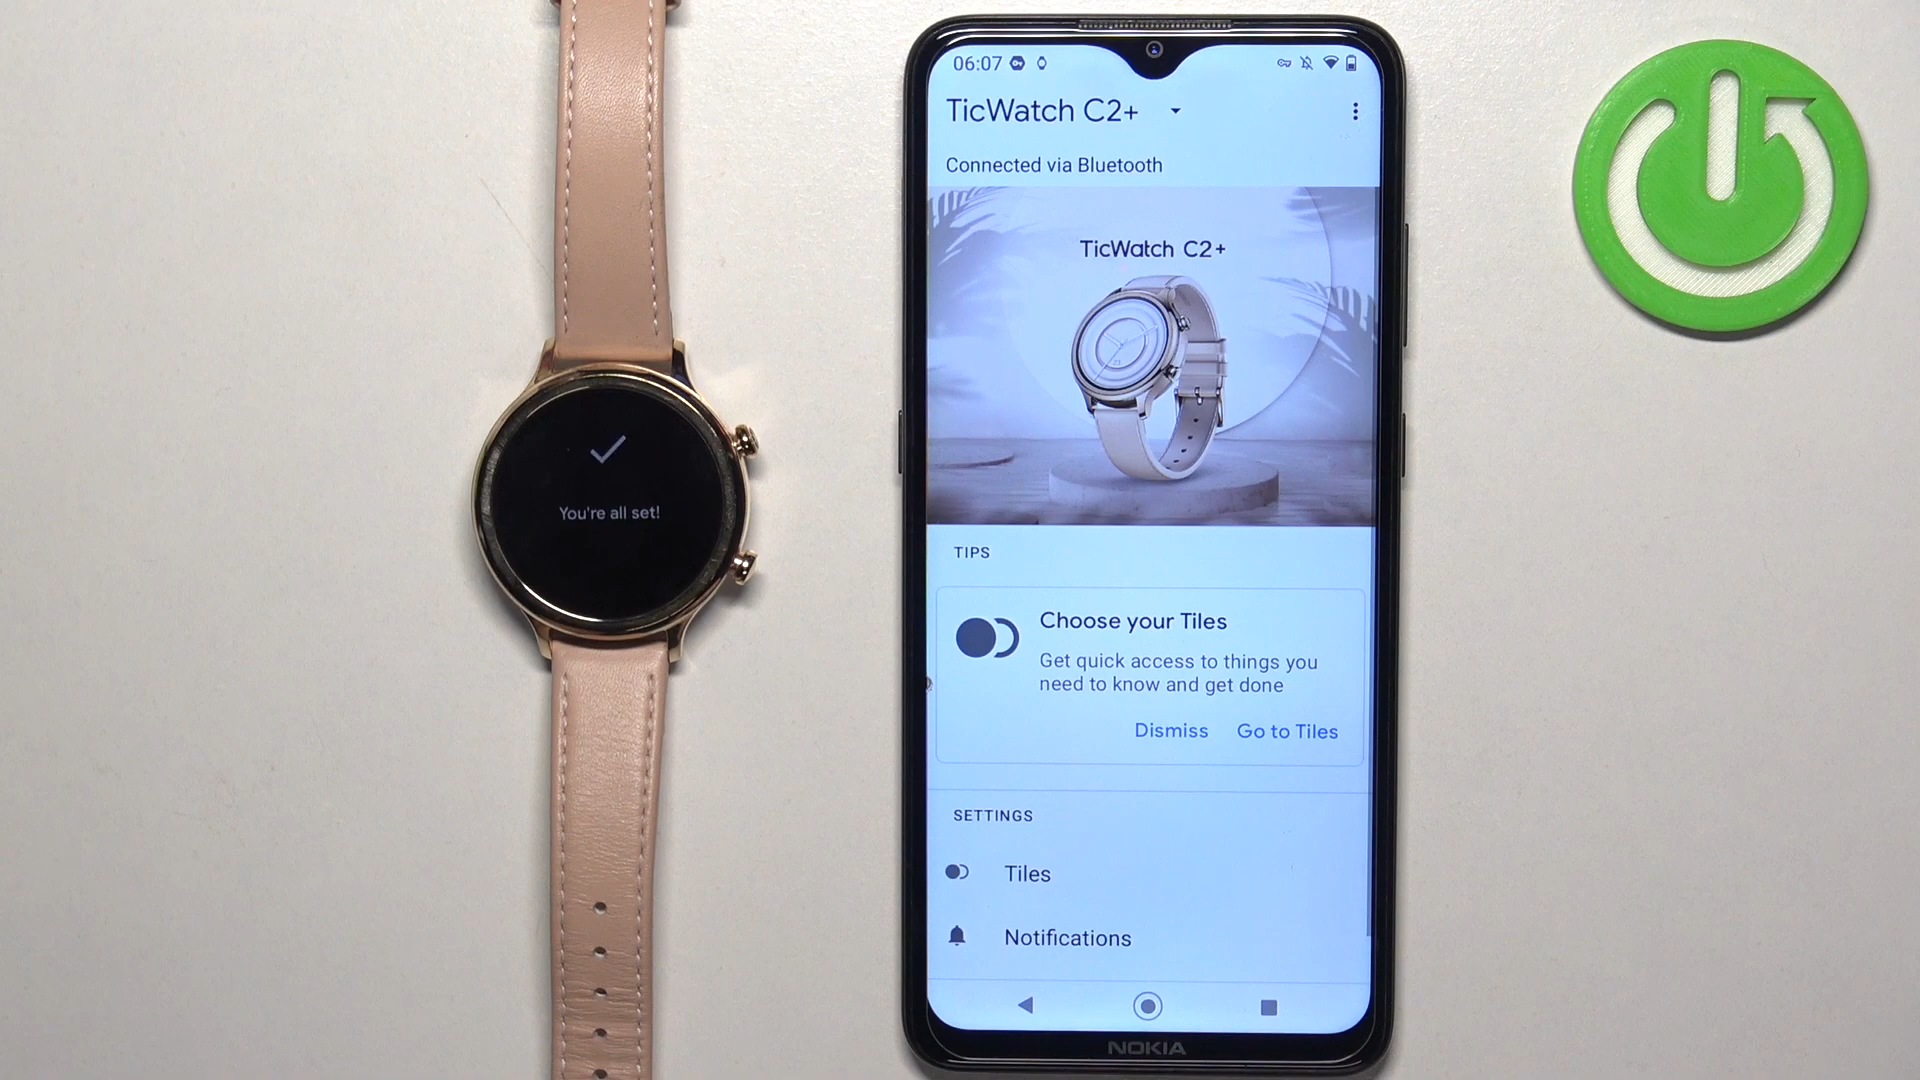 You're all set!
06:07
TicWatch C2+
Connected via Bluetooth
TicWatch C2+
TIPS
Choose your Tiles
Get quick access to things you
need to know and get done
Dismiss Go to Tiles
SETTINGS
Tiles
Notifications
NOKIA